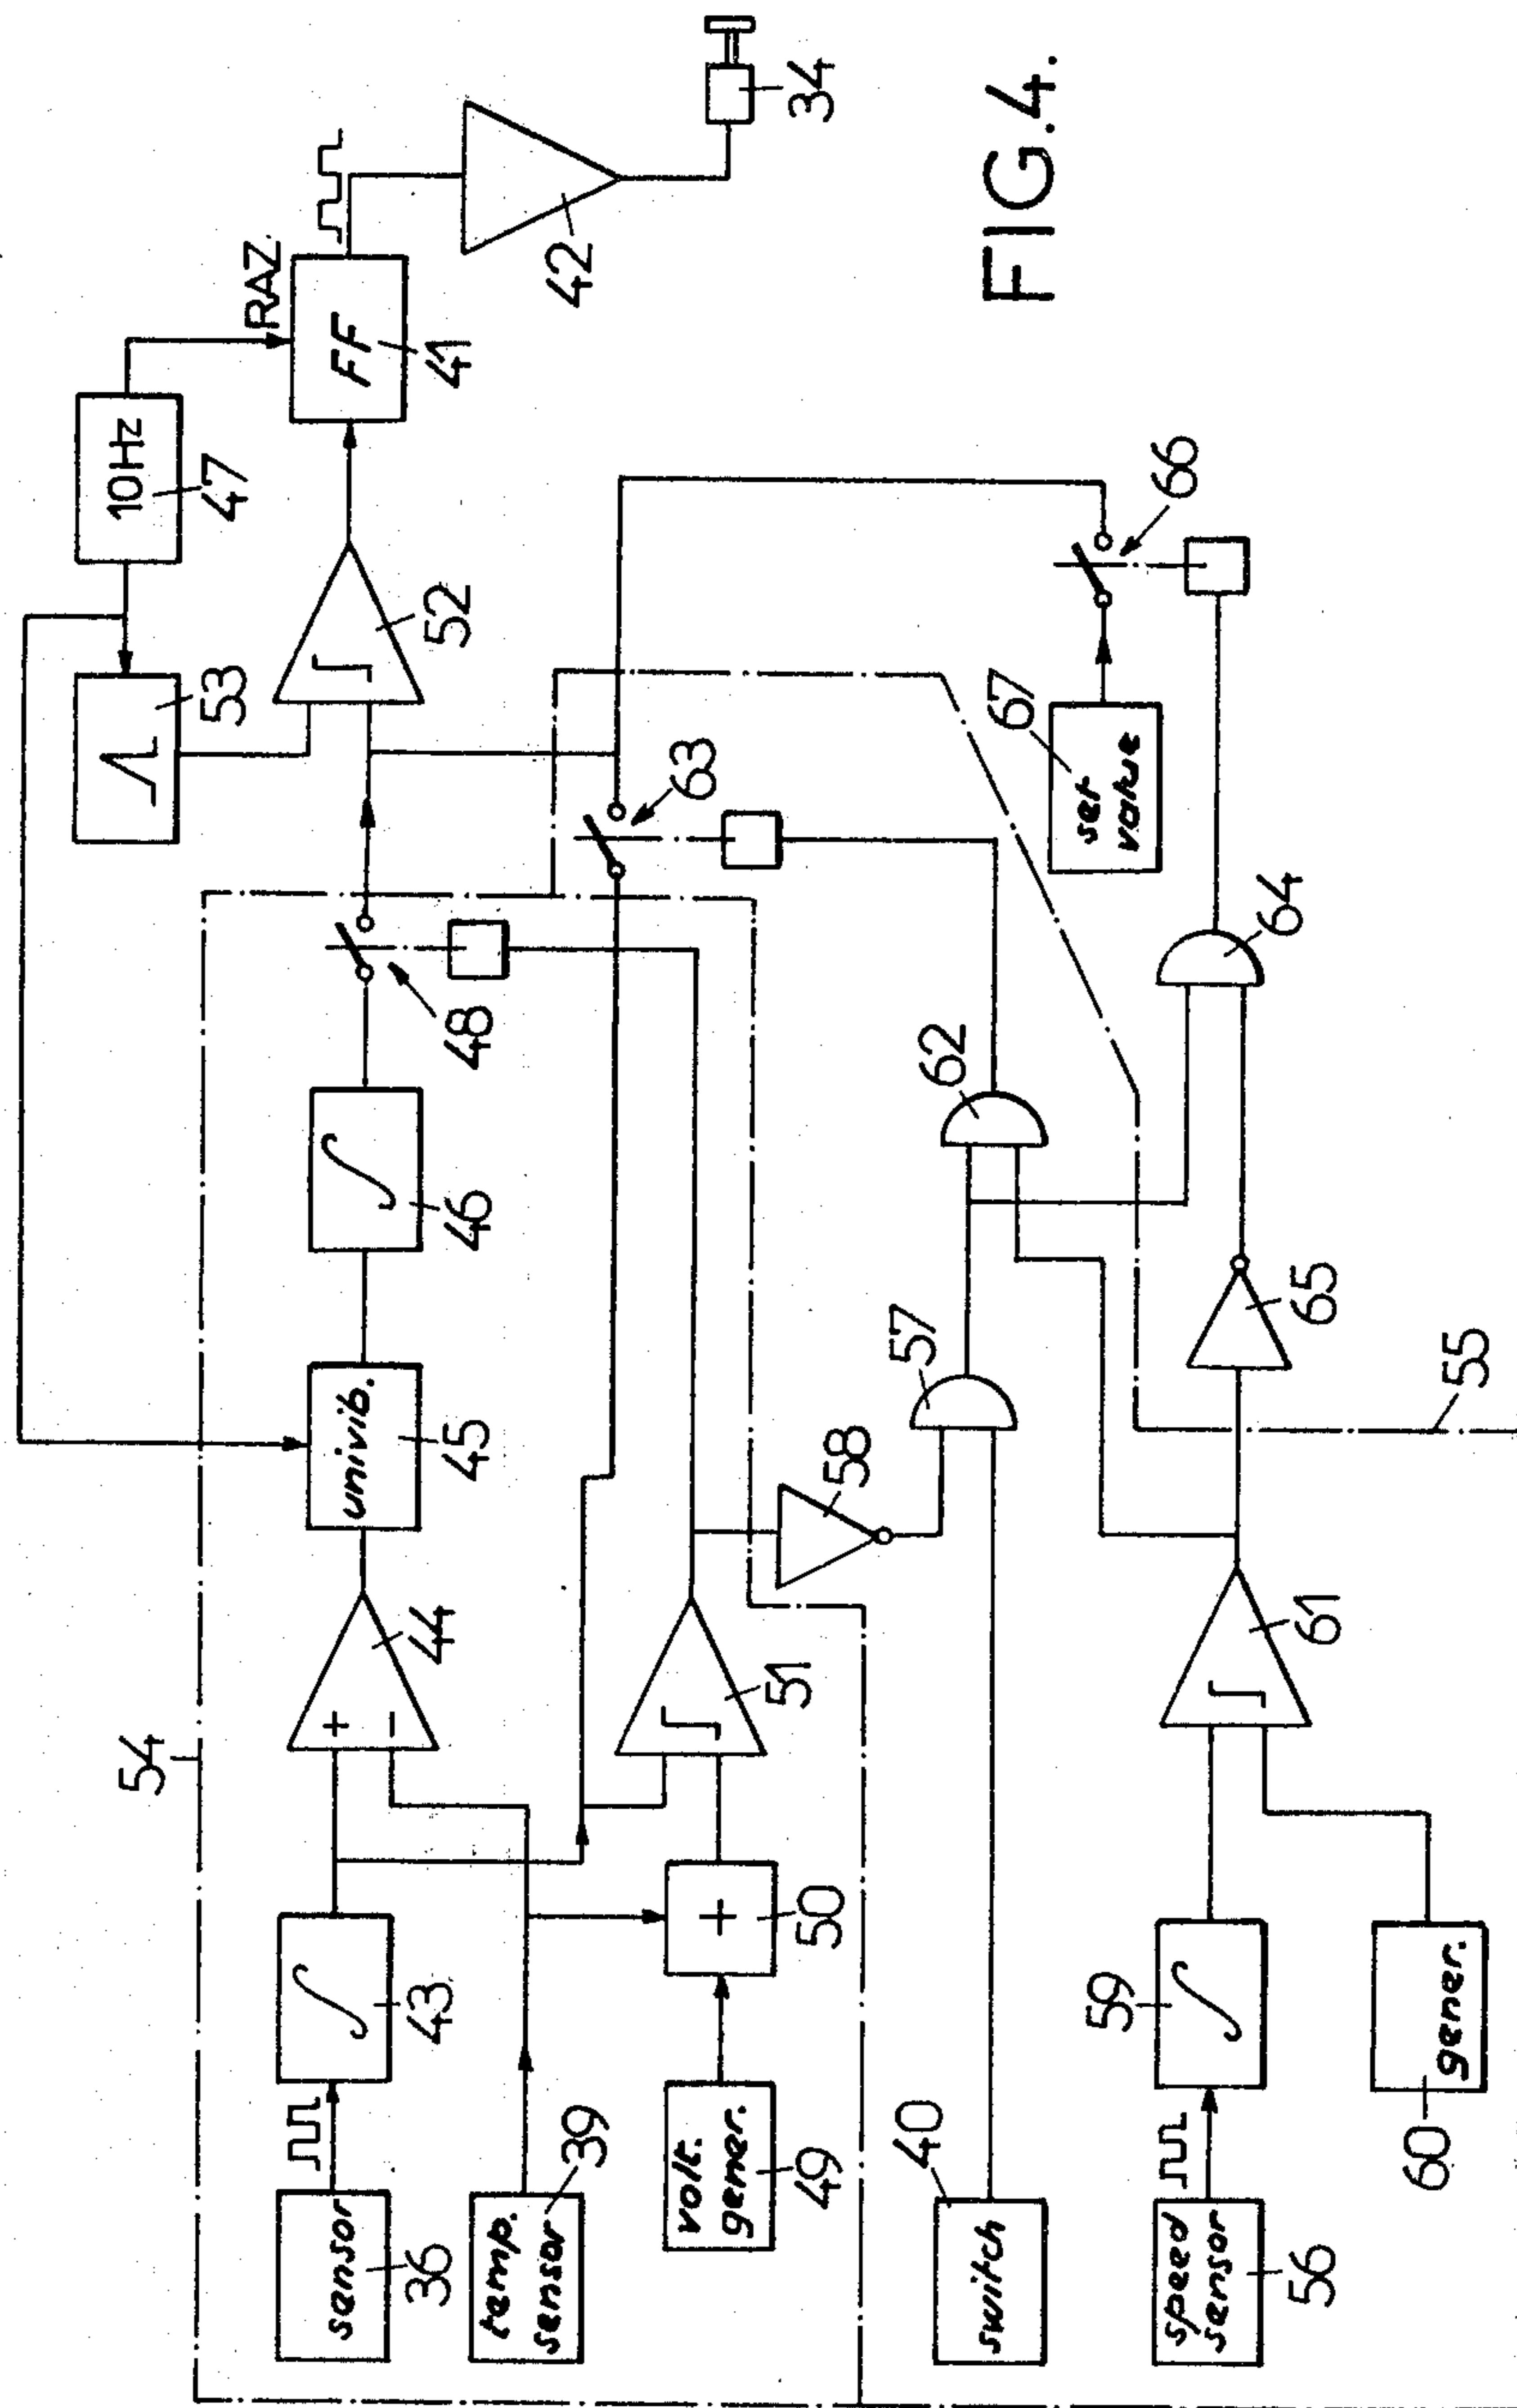 54
sensor
36
43
+
-
44
univib.
45
46
48
53
10Hz
47
52
RAZ
FF
41
42
34
temp.
sensor
39
volt.
gener.
49
+
50
51
58
63
switch
40
57
62
set
value
67
66
64
speed
sensor
56
59
gener.
60
61
65
55
FIG.4.